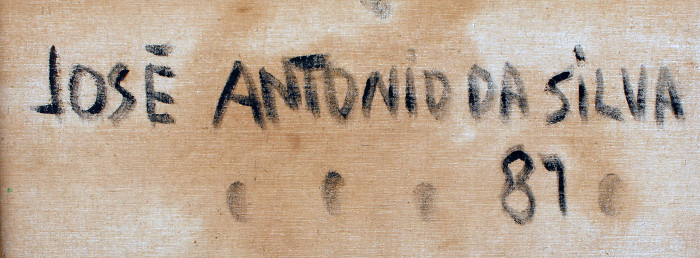 JOSÉ ANTONIO DA SILVA
87